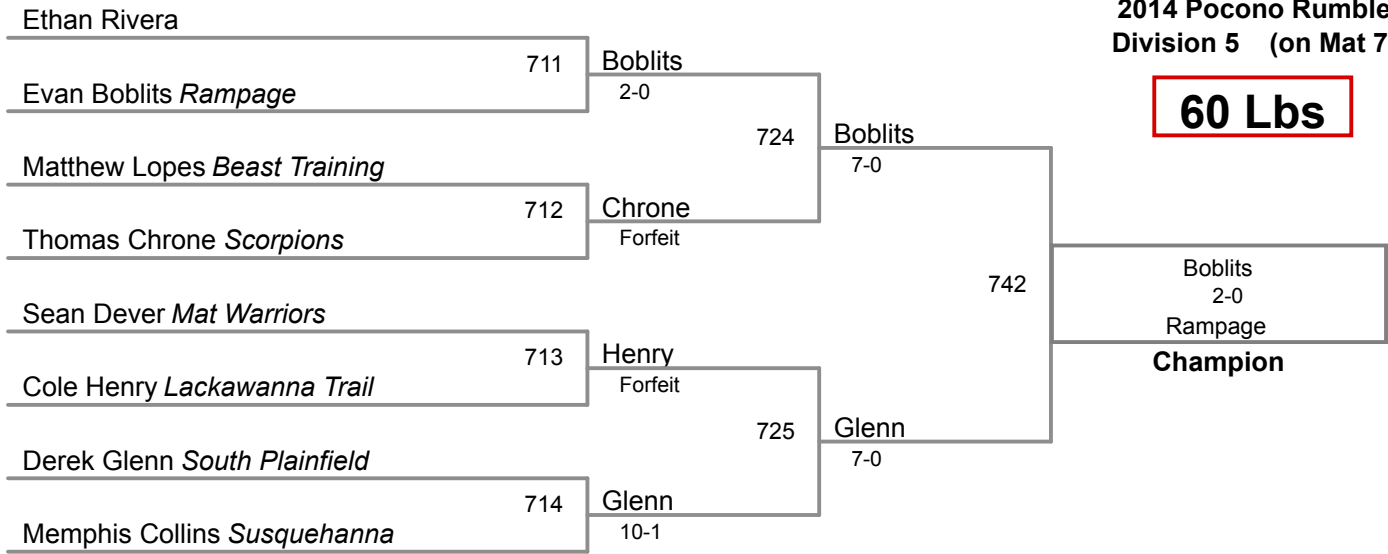 2014 Pocono Rumble
Division 5 (on Mat 7
60 Lbs
Ethan Rivera
711
Boblits
2-0
Evan Boblits Rampage
724
Boblits
7-0
Matthew Lopes Beast Training
712
Chrone
Forfeit
Thomas Chrone Scorpions
742
Boblits
2-0
Rampage
Champion
Sean Dever Mat Warriors
713
Henry
Forfeit
Cole Henry Lackawanna Trail
725
Glenn
7-0
Derek Glenn South Plainfield
714
Glenn
10-1
Memphis Collins Susquehanna